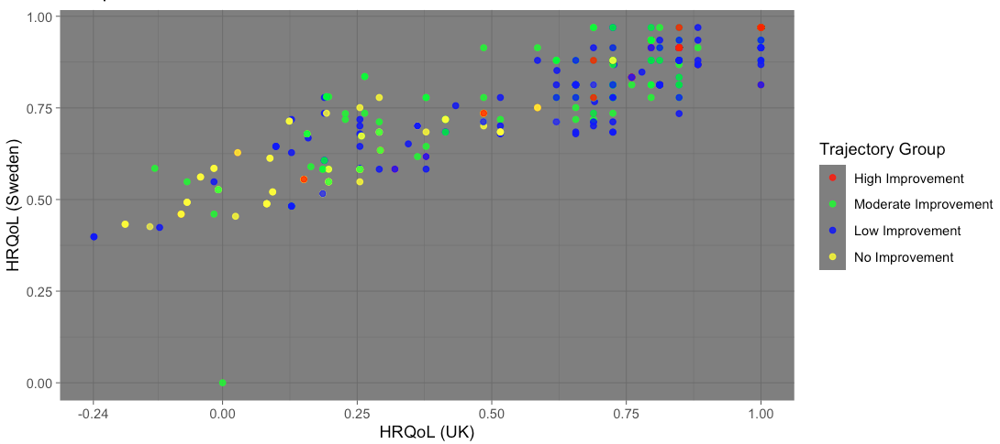 1.00
0.75
0.50
0.25
0.00
HRQoL (Sweden)
-0.24 0.00 0.25 0.50 0.75 1.00
HRQoL (UK)
Trajectory Group
High Improvement
Moderate Improvement
Low Improvement
No Improvement